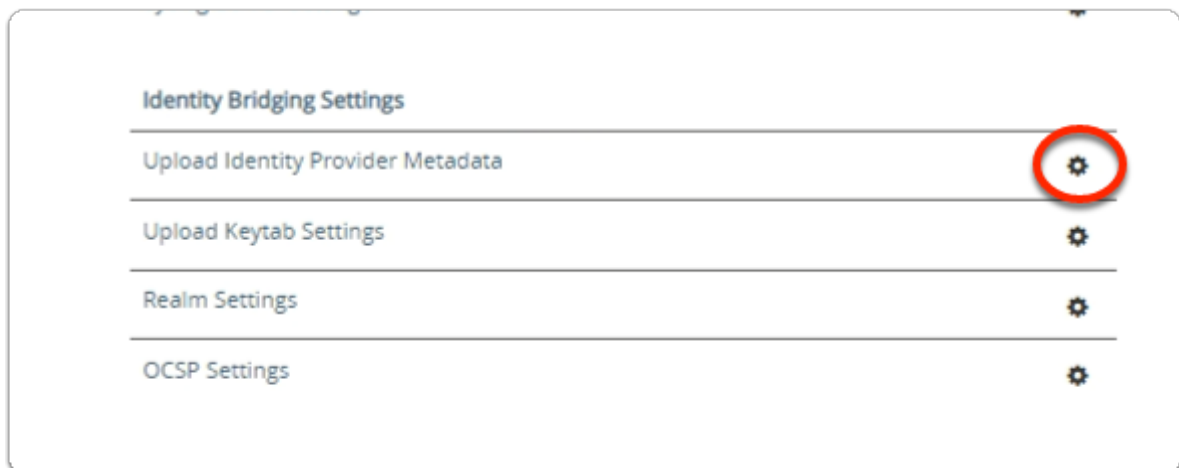 Identity Bridging Settings
Upload Identity Provider Metadata
Upload Keytab Settings
Realm Settings
OCSP Settings